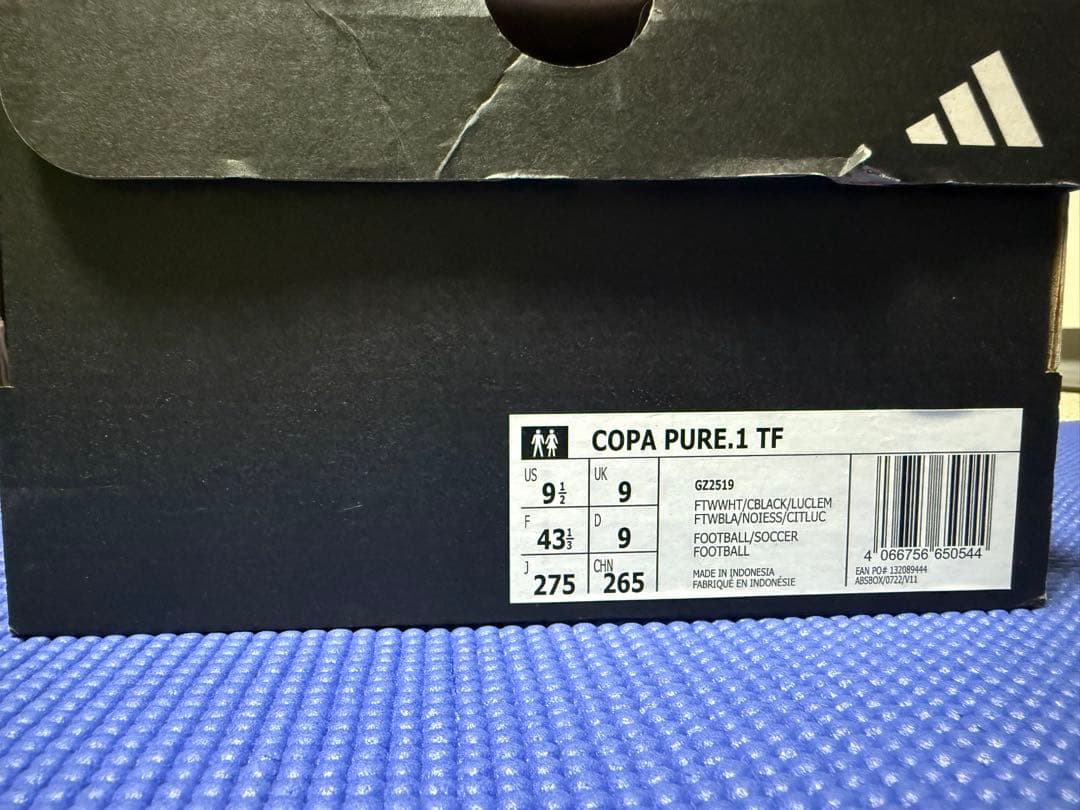 COPA PURE.1 TF
US 9½
UK 9
F 43⅓
D 9
J 275
CHN 265
GZ2519
FTWWHT/CBLACK/LUCLEM
FTWBLA/NOIESS/CITLUC
FOOTBALL/SOCCER
FOOTBALL
MADE IN INDONESIA
FABRIQUÉ EN INDONÉSIE
4 066756 650544
EAN PO# 132089444
ABSBOX/0722/V11